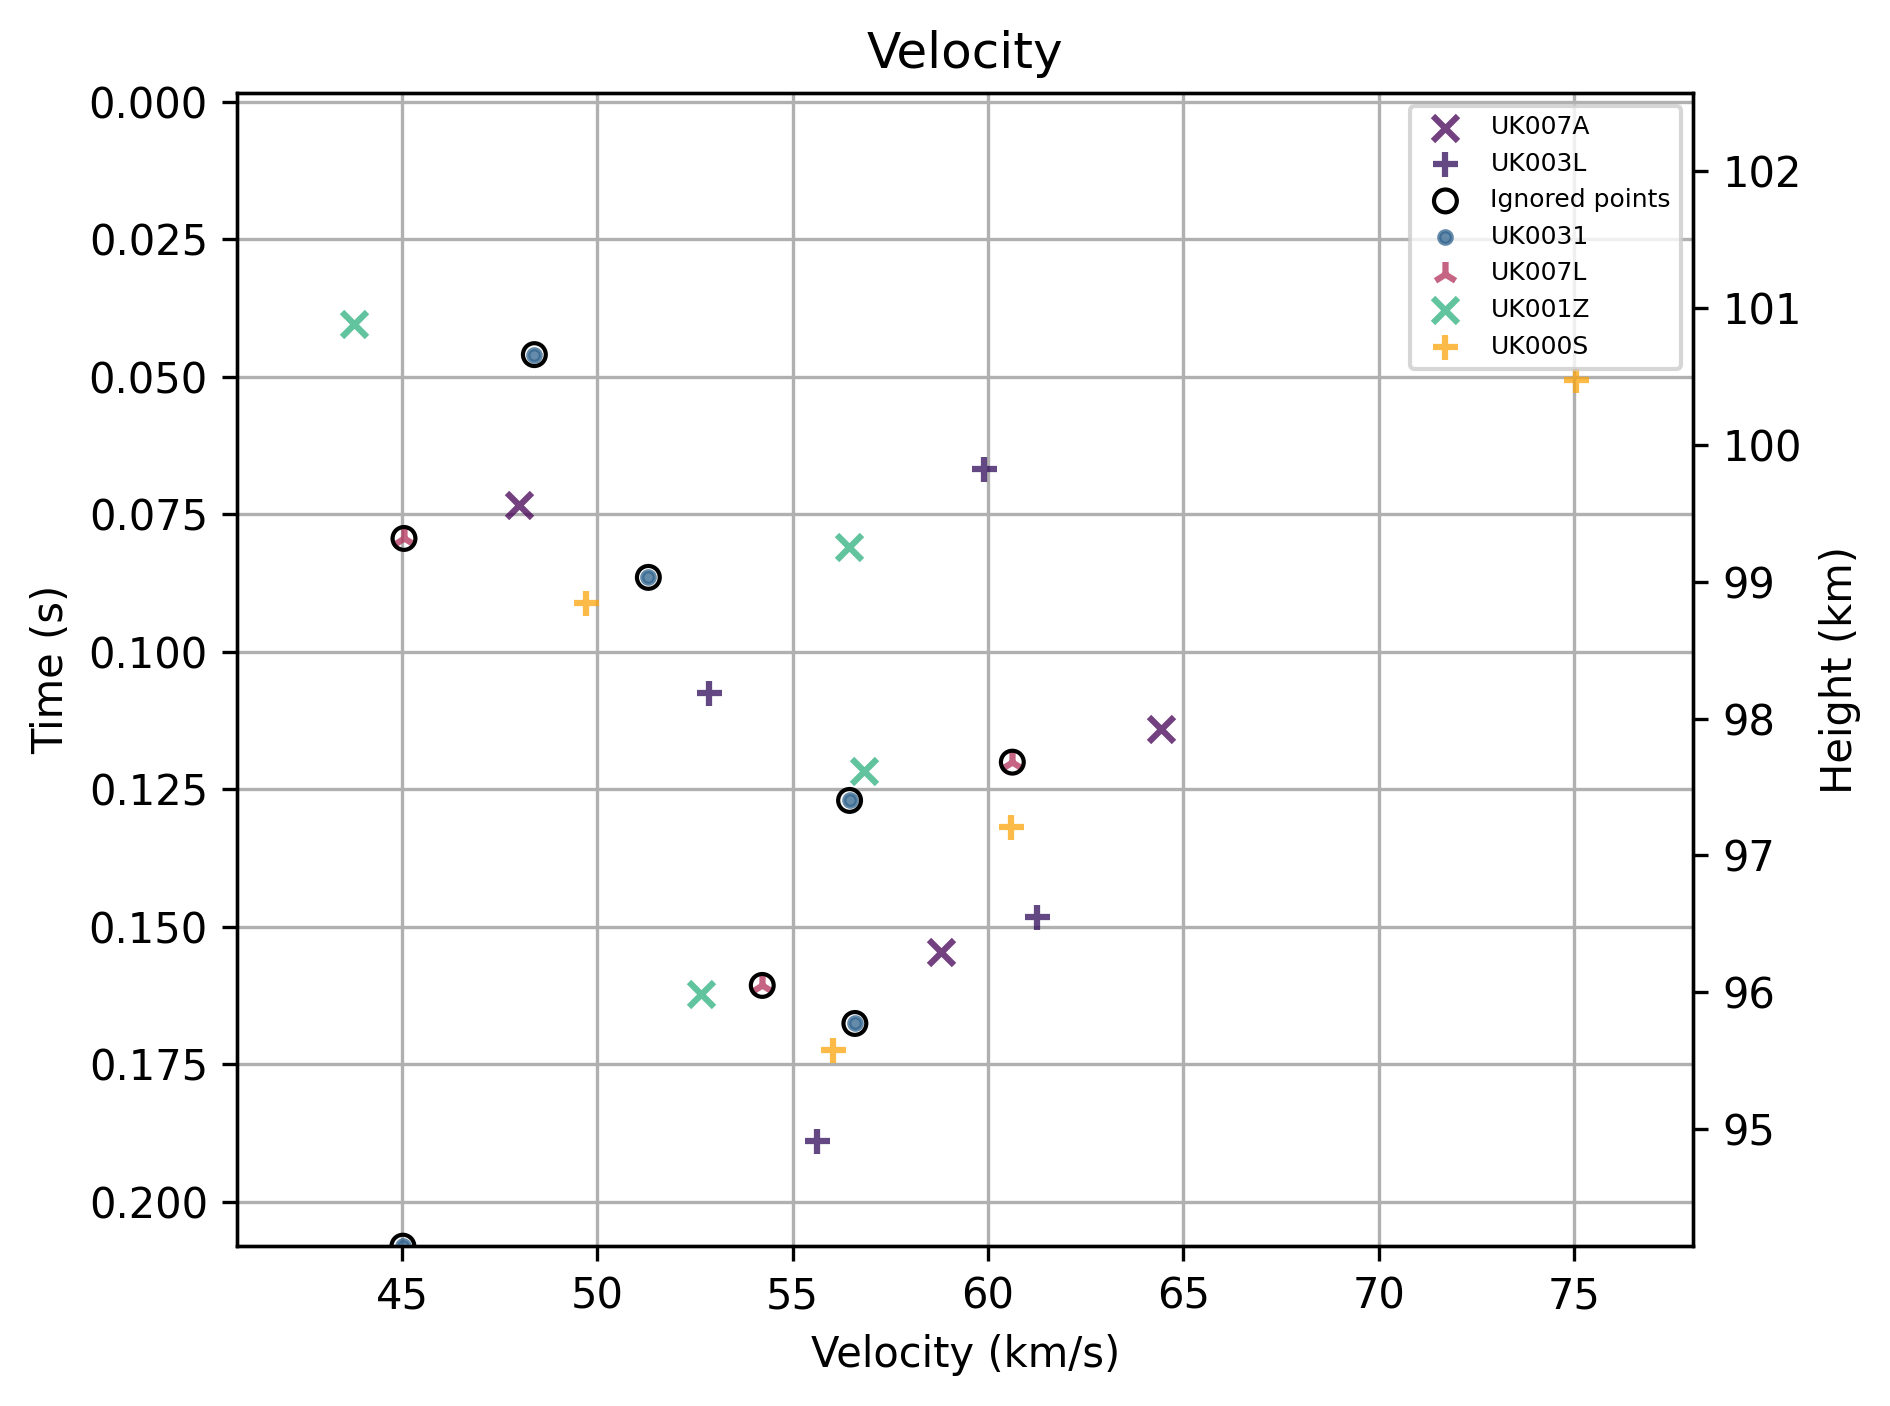 Velocity
0.000
0.025
0.050
0.075
0.100
0.125
0.150
0.175
0.200
Time (s)
UK007A
UK003L
Ignored points
UK0031
UK007L
UK001Z
UK000S
102
101
100
99
98
97
96
95
Height (km)
45 50 55 60 65 70 75
Velocity (km/s)